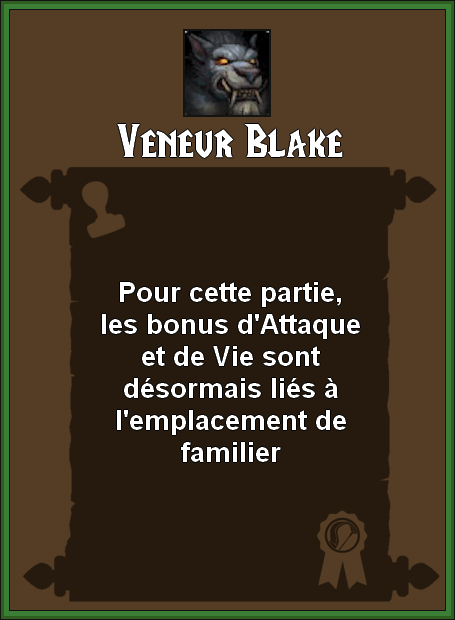 Veneur Blake
Pour cette partie,
les bonus d'Attaque
et de Vie sont
désormais liés à
l'emplacement de
familier